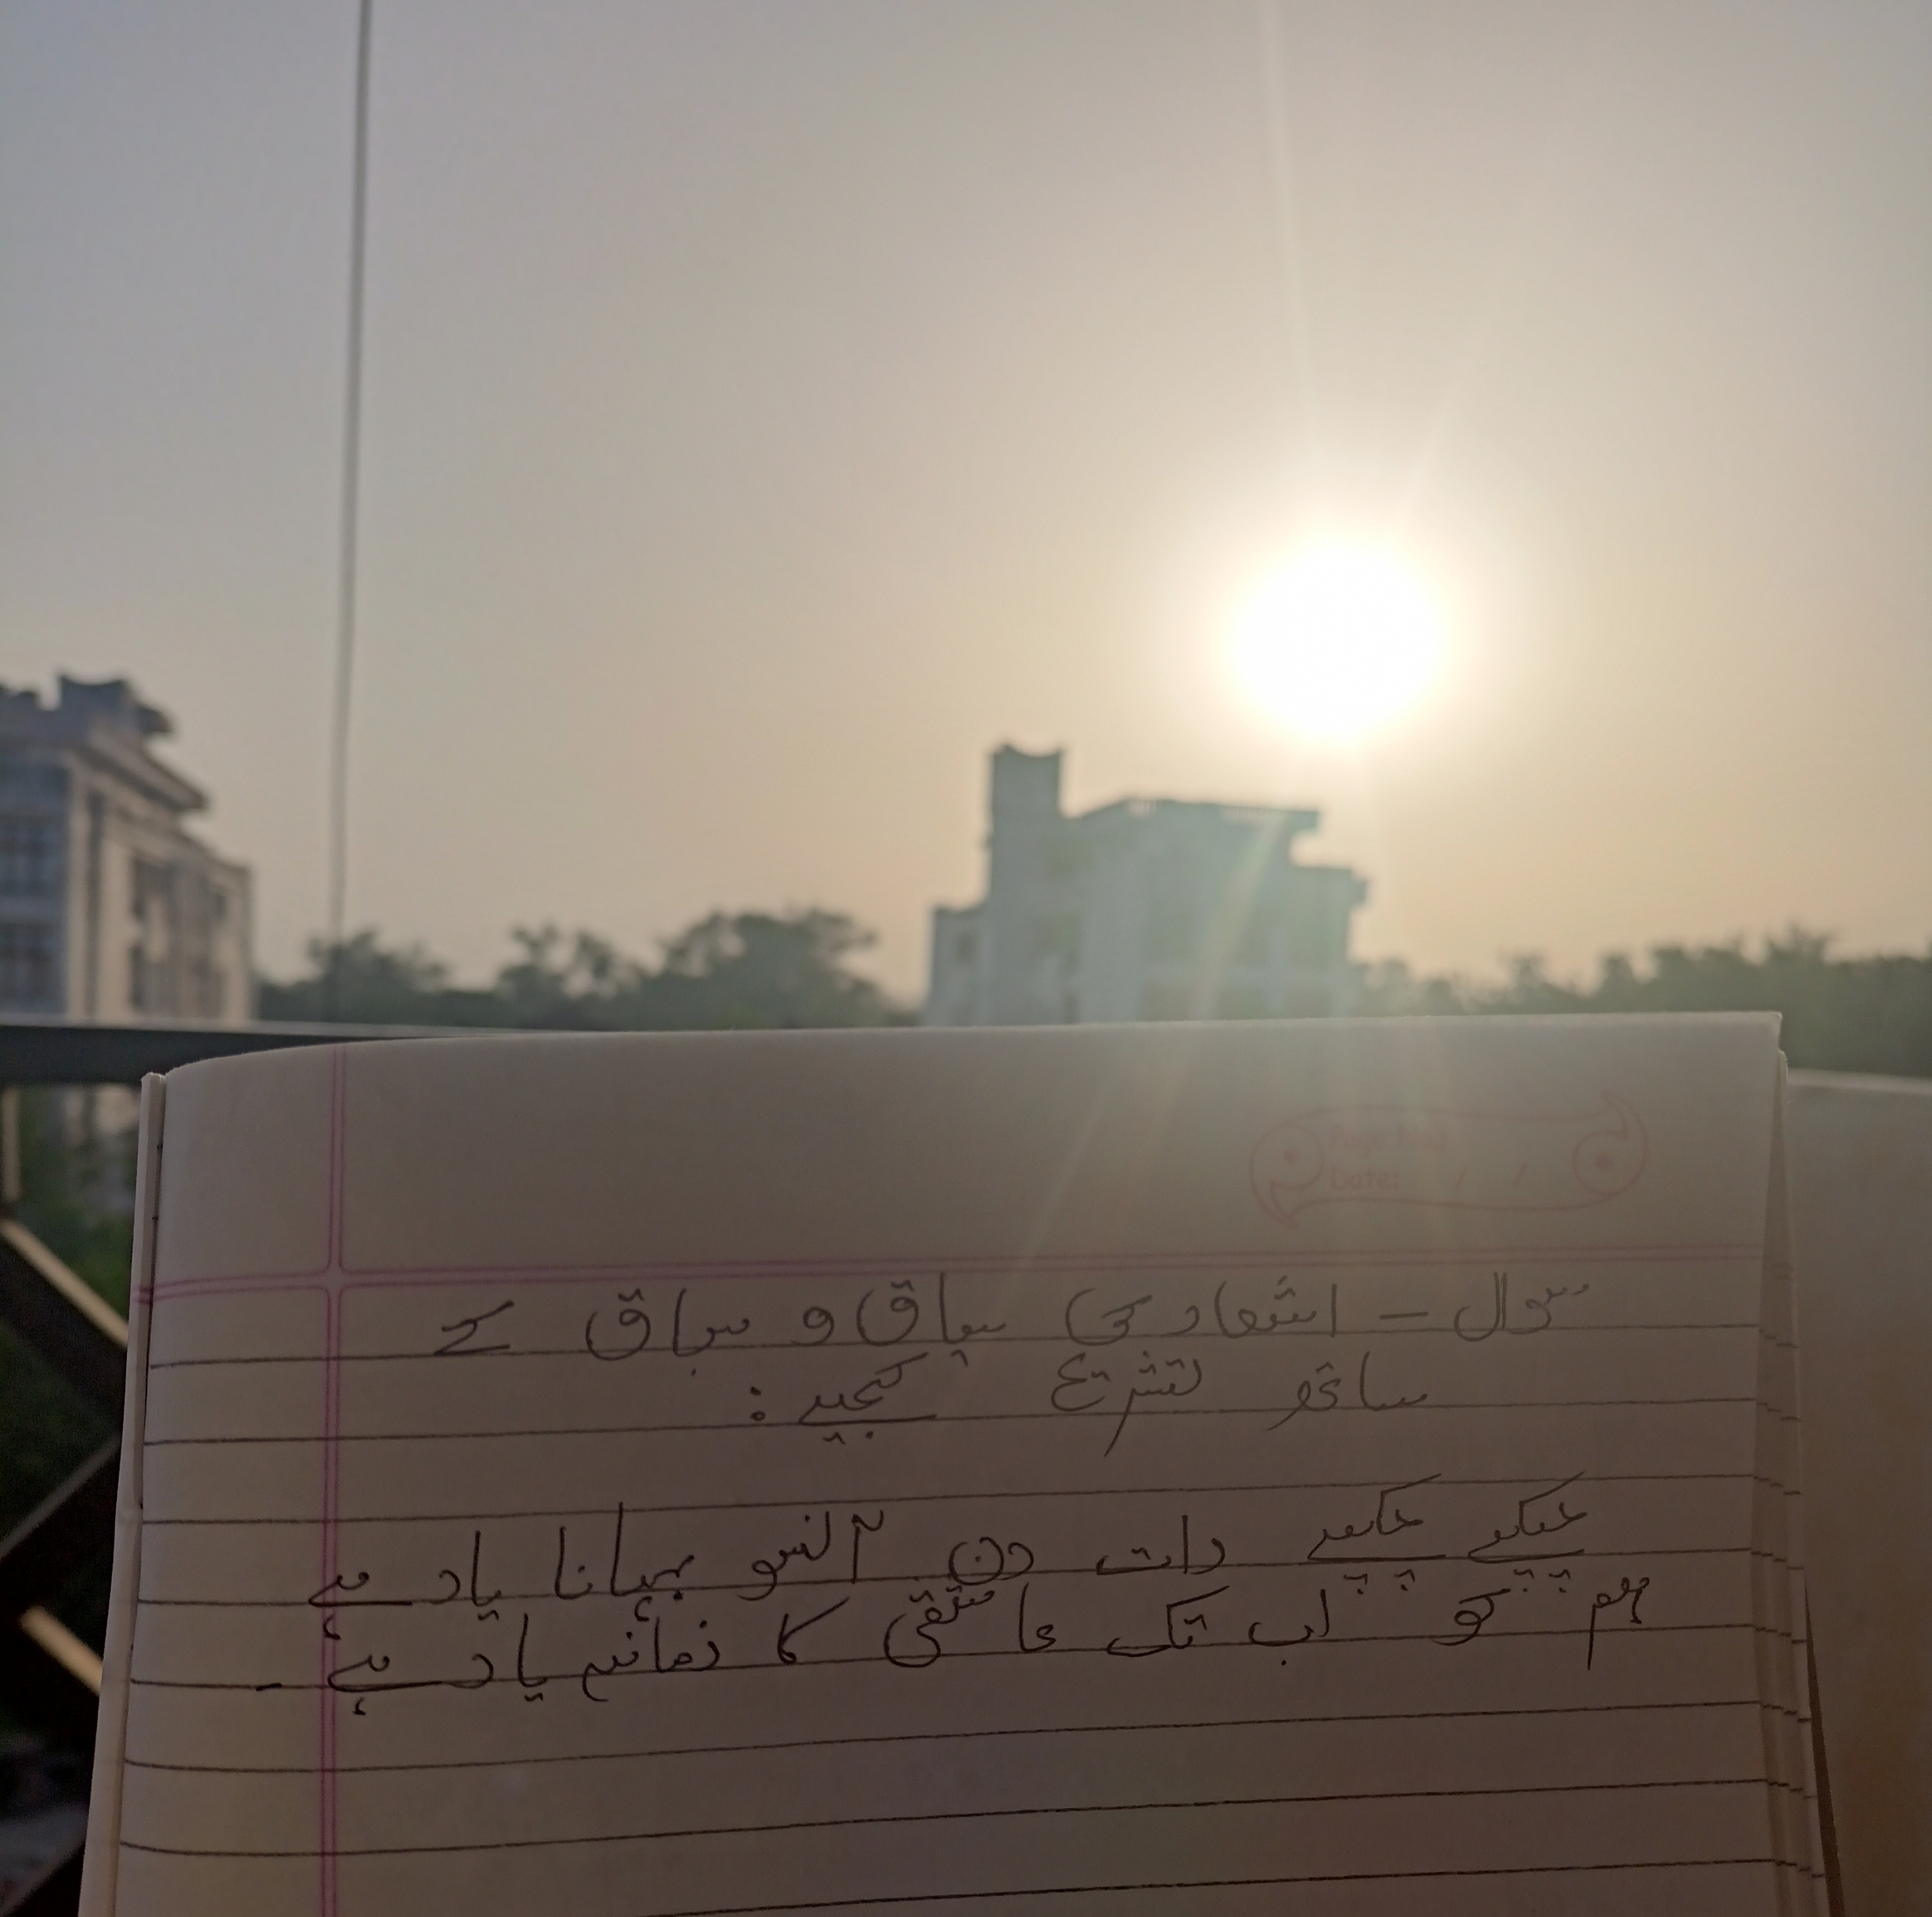 Page No.:
Date: / /
سوال - اشعار کی سیاق و سباق کے
ساتھ تشریح کیجیے:
چپکے چپکے رات دن آنسو بہانا یاد ہے
ہم کو اب تک عاشقی کا زمانہ یاد ہے۔